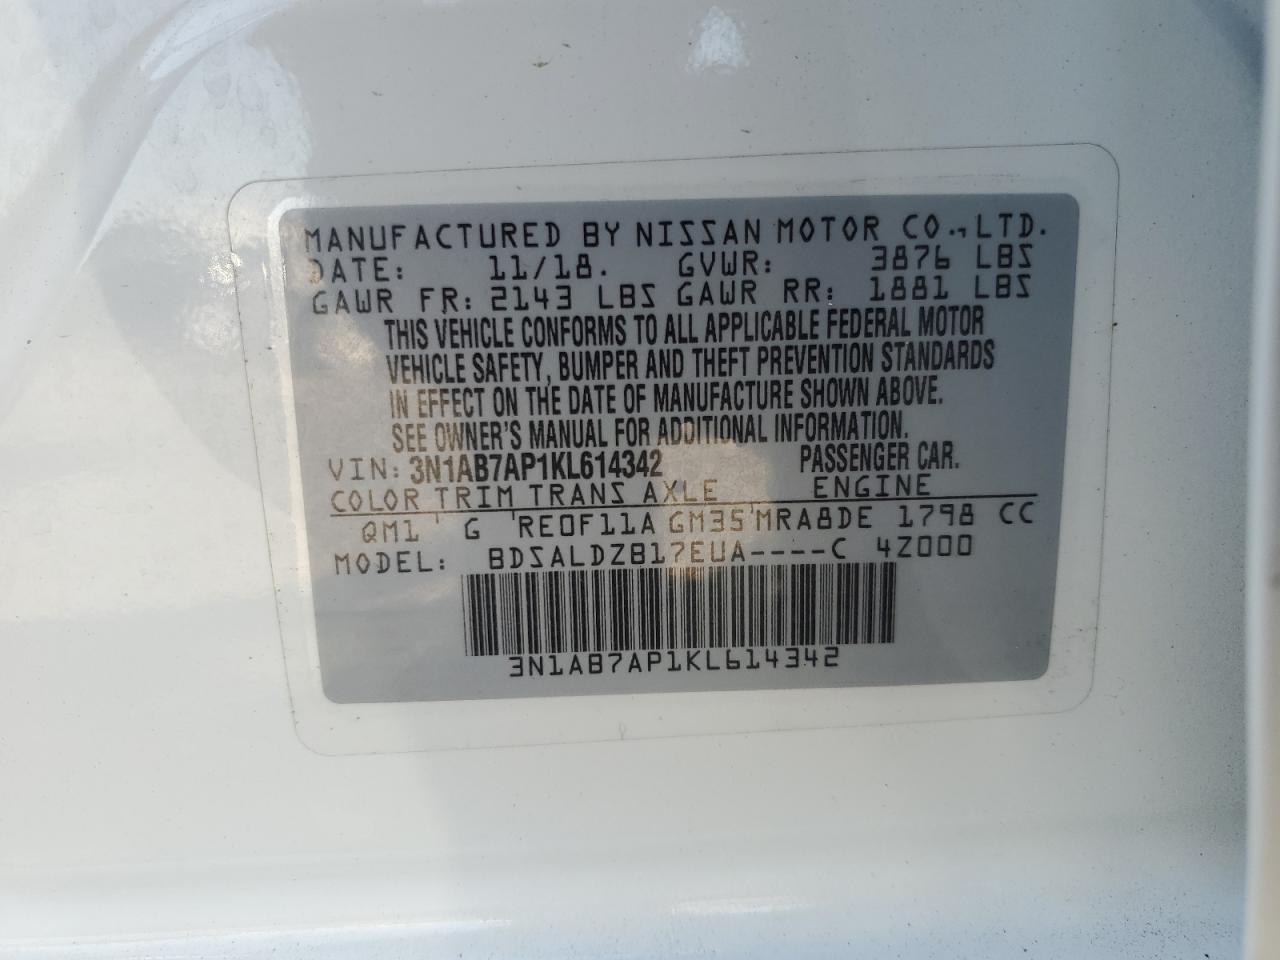 MANUFACTURED BY NISSAN MOTOR CO., LTD.
DATE: 11/18. GVWR: 3876 LBS
GAWR FR: 2143 LBS GAWR RR: 1881 LBS
THIS VEHICLE CONFORMS TO ALL APPLICABLE FEDERAL MOTOR
VEHICLE SAFETY, BUMPER AND THEFT PREVENTION STANDARDS
IN EFFECT ON THE DATE OF MANUFACTURE SHOWN ABOVE.
SEE OWNER'S MANUAL FOR ADDITIONAL INFORMATION.
VIN: 3N1AB7AP1KL614342 PASSENGER CAR.
COLOR TRIM TRANS AXLE ENGINE
QM1 ' G 'RE0F11A GM35'MRA8DE 1798 CC
MODEL: BDSALDZB17EUA----C 4Z000
3N1AB7AP1KL614342